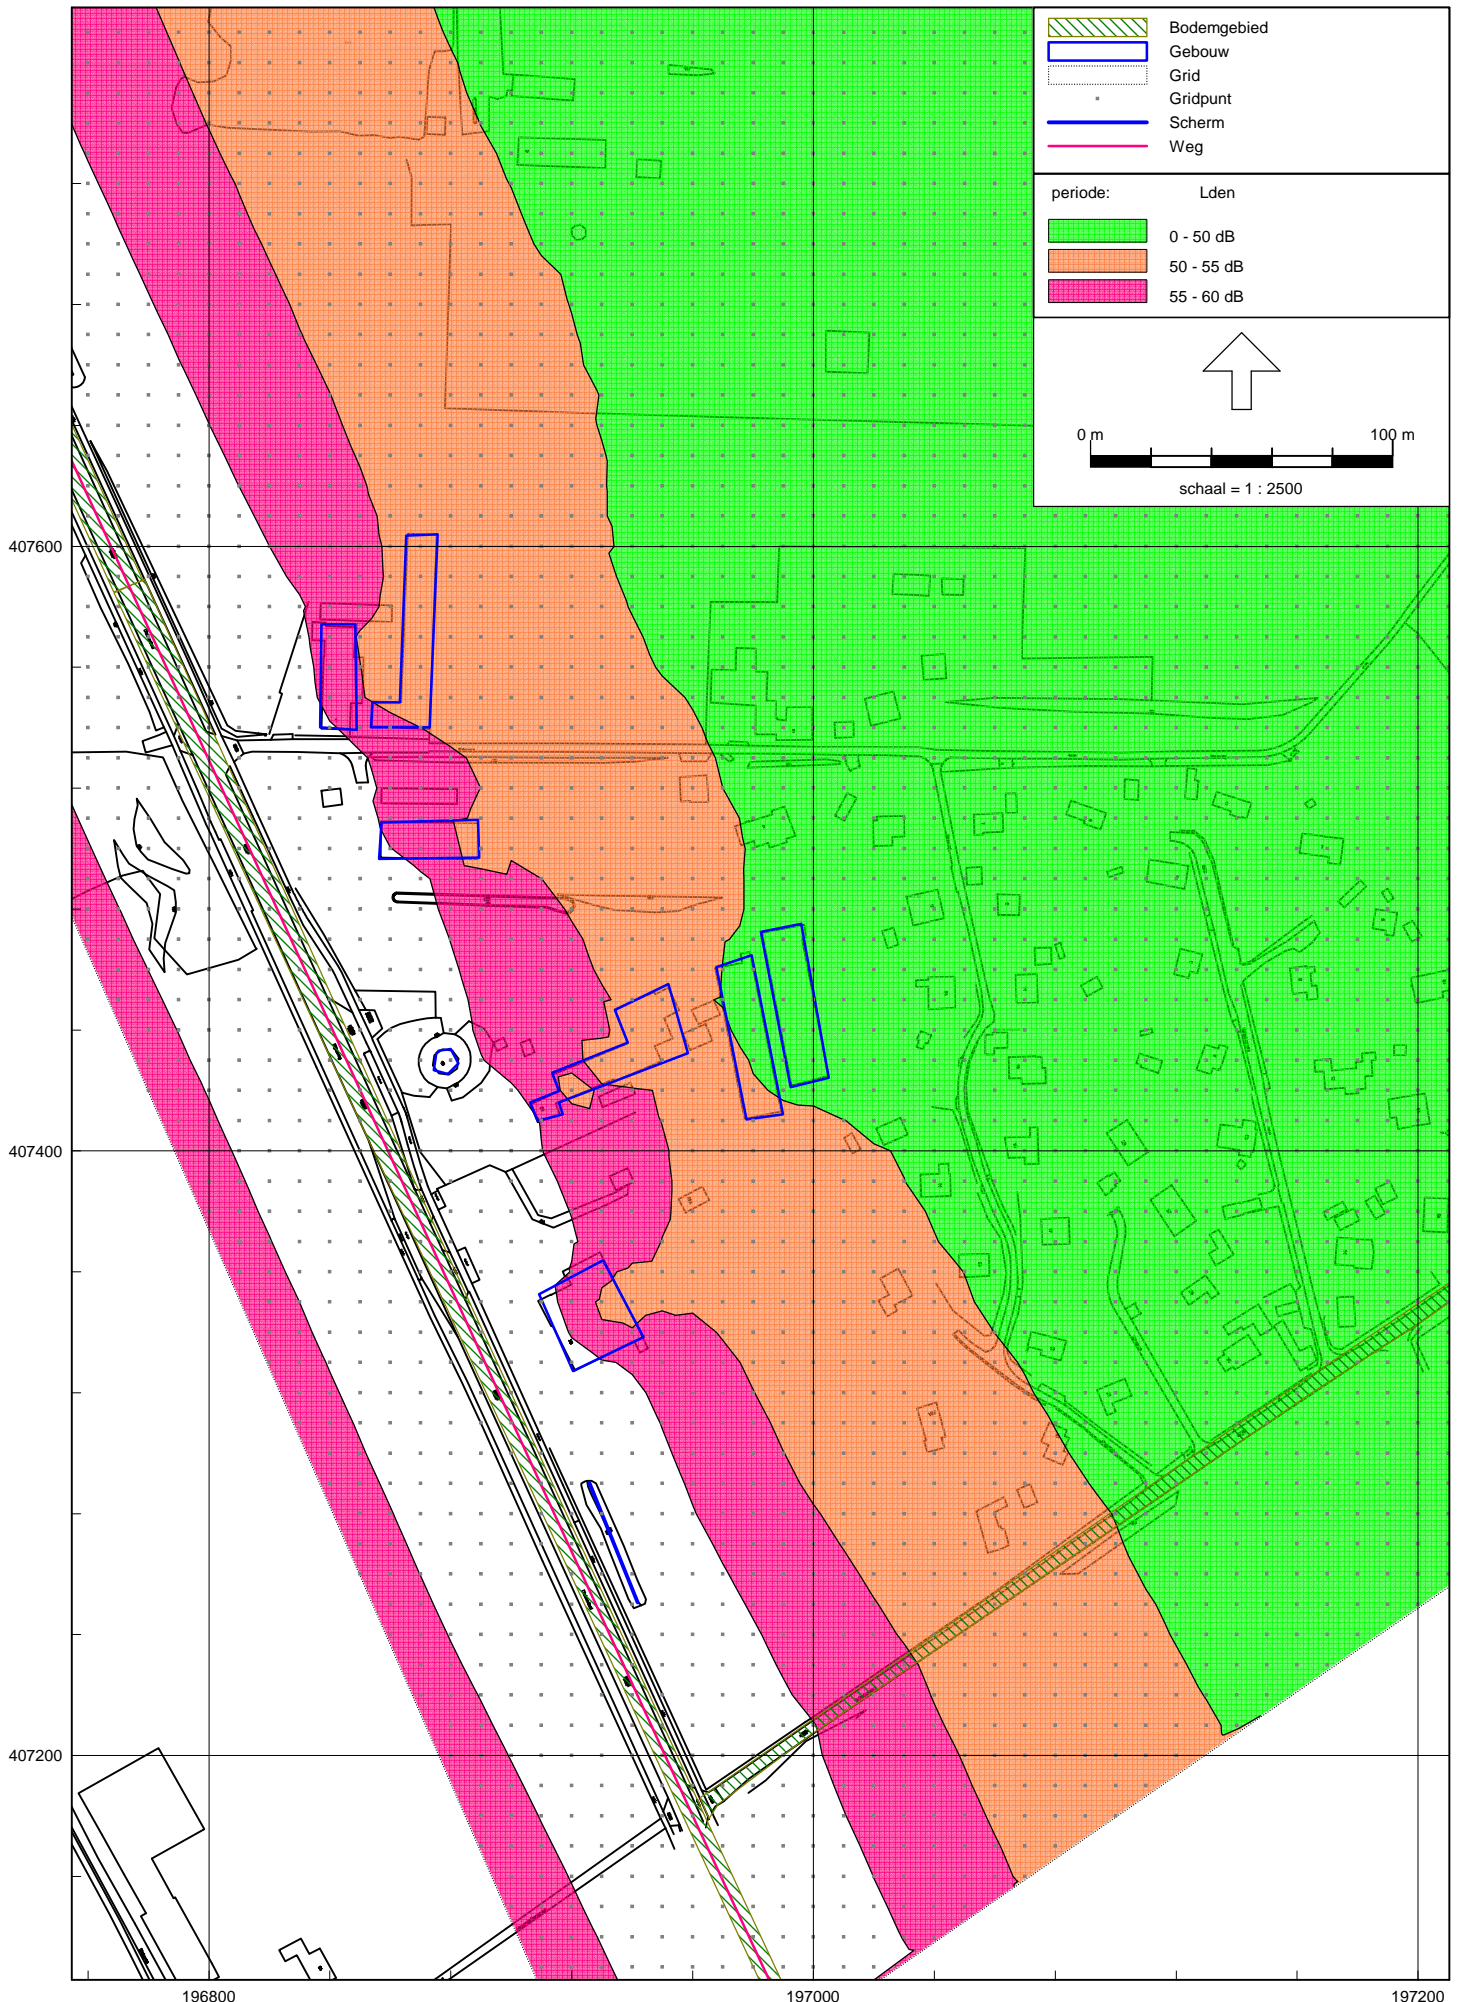 Bodemgebied
Gebouw
Grid
Gridpunt
Scherm
Weg
periode: Lden
0 - 50 dB
50 - 55 dB
55 - 60 dB
0 m 100 m
schaal = 1 : 2500
407600
407400
407200
196800 197000 197200